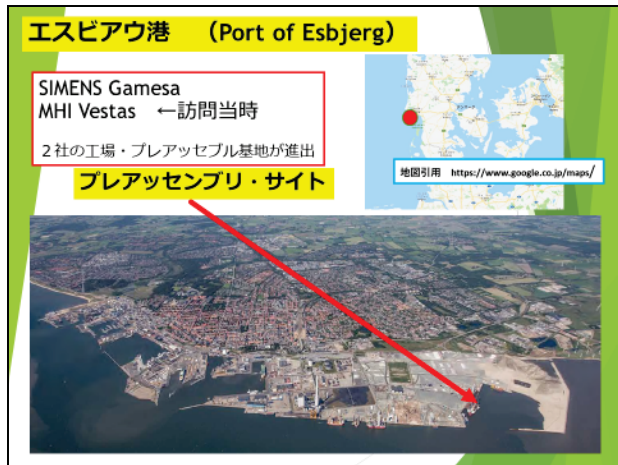 エスビアウ港　（Port of Esbjerg）
SIMENS Gamesa
MHI Vestas　←訪問当時
２社の工場・プレアッセブル基地が進出
地図引用　https://www.google.co.jp/maps/
プレアッセンブリ・サイト